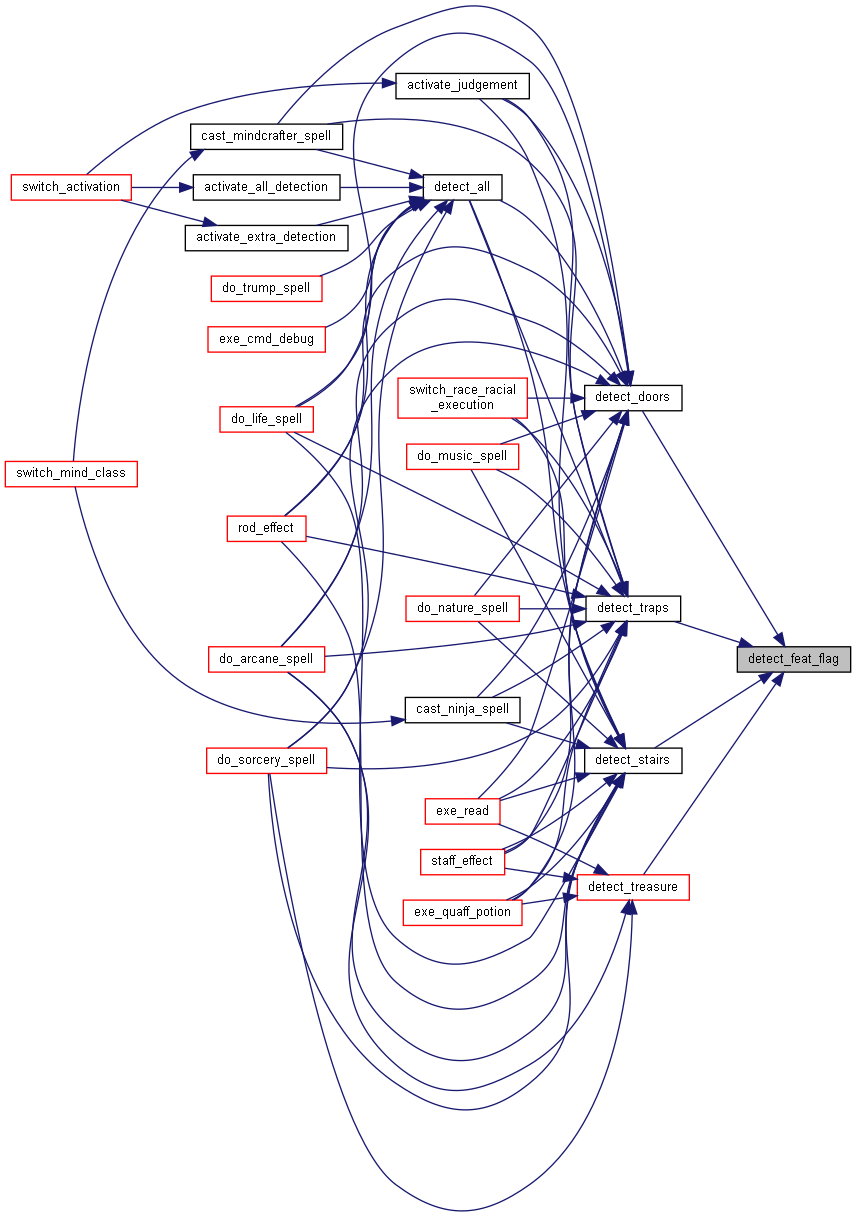 activate_judgement
cast_mindcrafter_spell
switch_activation
activate_all_detection
detect_all
activate_extra_detection
do_trump_spell
exe_cmd_debug
switch_race_racial
_execution
detect_doors
do_life_spell
do_music_spell
switch_mind_class
rod_effect
do_nature_spell
detect_traps
do_arcane_spell
detect_feat_flag
cast_ninja_spell
do_sorcery_spell
detect_stairs
exe_read
staff_effect
detect_treasure
exe_quaff_potion